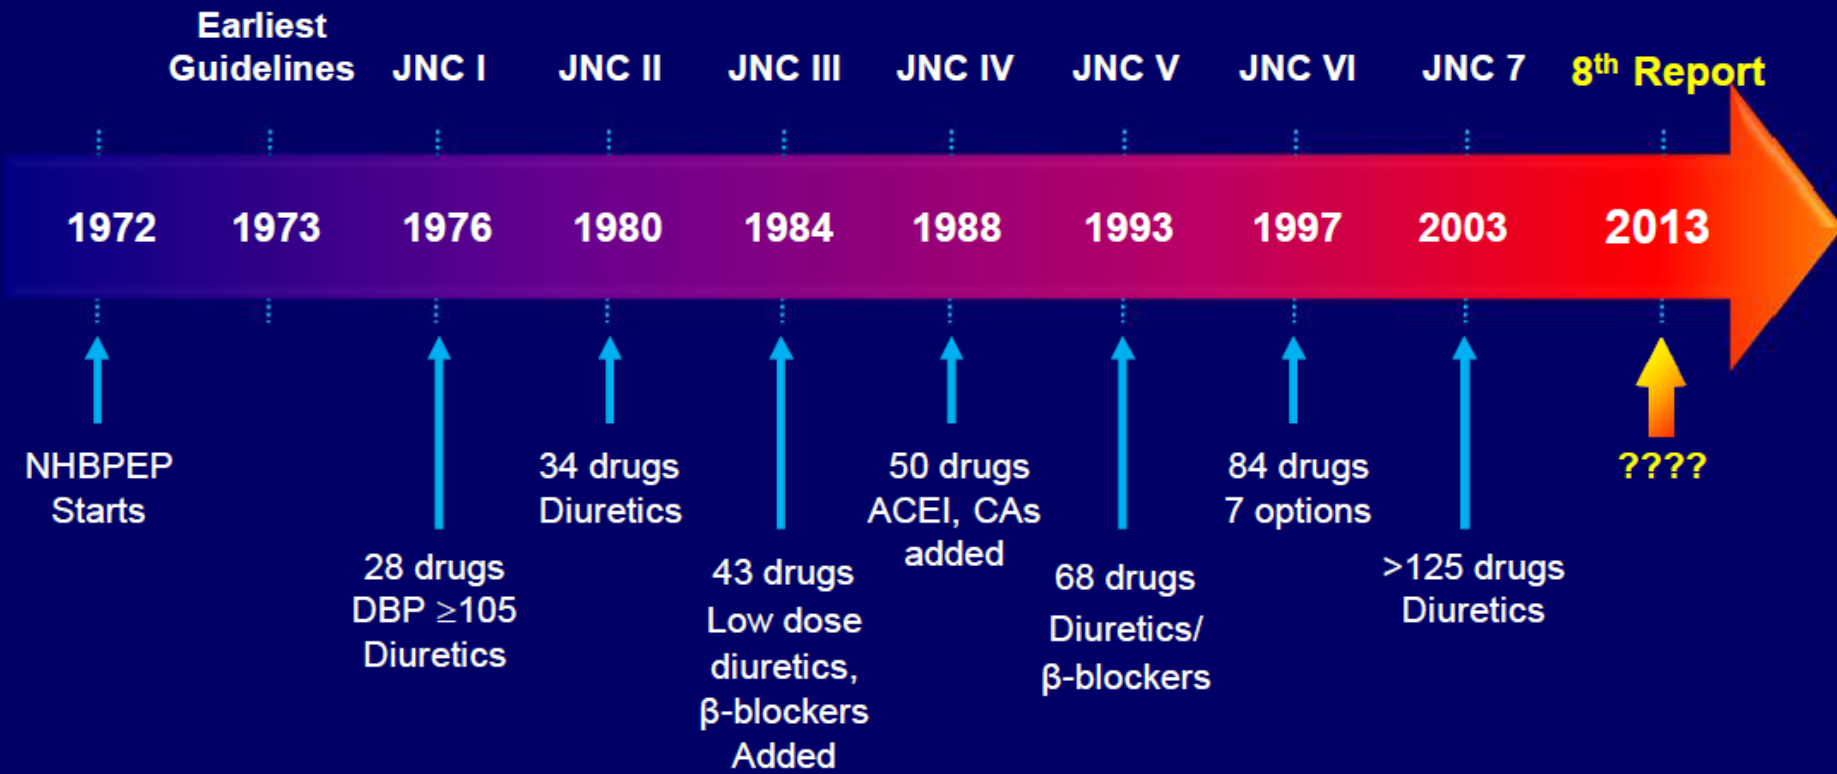 Earliest
Guidelines
JNC I
JNC II
JNC III
JNC IV
JNC V
JNC VI
JNC 7
8th Report
1972
1973
1976
1980
1984
1988
1993
1997
2003
2013
NHBPEP
Starts
28 drugs
DBP ≥105
Diuretics
34 drugs
Diuretics
43 drugs
Low dose
diuretics,
β-blockers
Added
50 drugs
ACEI, CAs
added
68 drugs
Diuretics/
β-blockers
84 drugs
7 options
>125 drugs
Diuretics
????